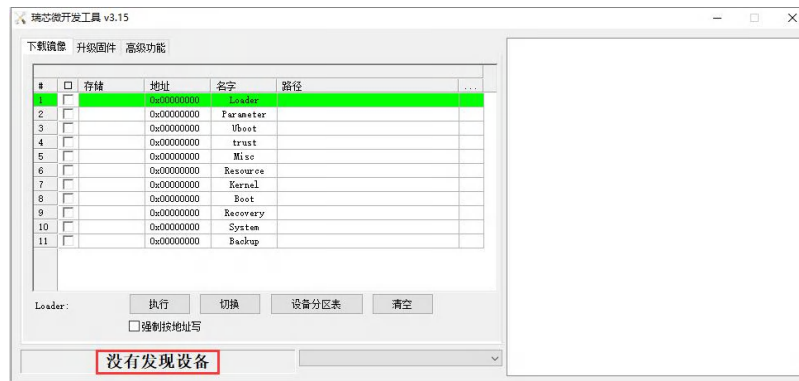 瑞芯微开发工具 v3.15
下载镜像 升级固件 高级功能
# 存储 地址 名字 路径 ...
1 0x00000000 Loader
2 0x00000000 Parameter
3 0x00000000 Uboot
4 0x00000000 trust
5 0x00000000 Misc
6 0x00000000 Resource
7 0x00000000 Kernel
8 0x00000000 Boot
9 0x00000000 Recovery
10 0x00000000 System
11 0x00000000 Backup
Loader: 执行 切换 设备分区表 清空
强制按地址写
没有发现设备